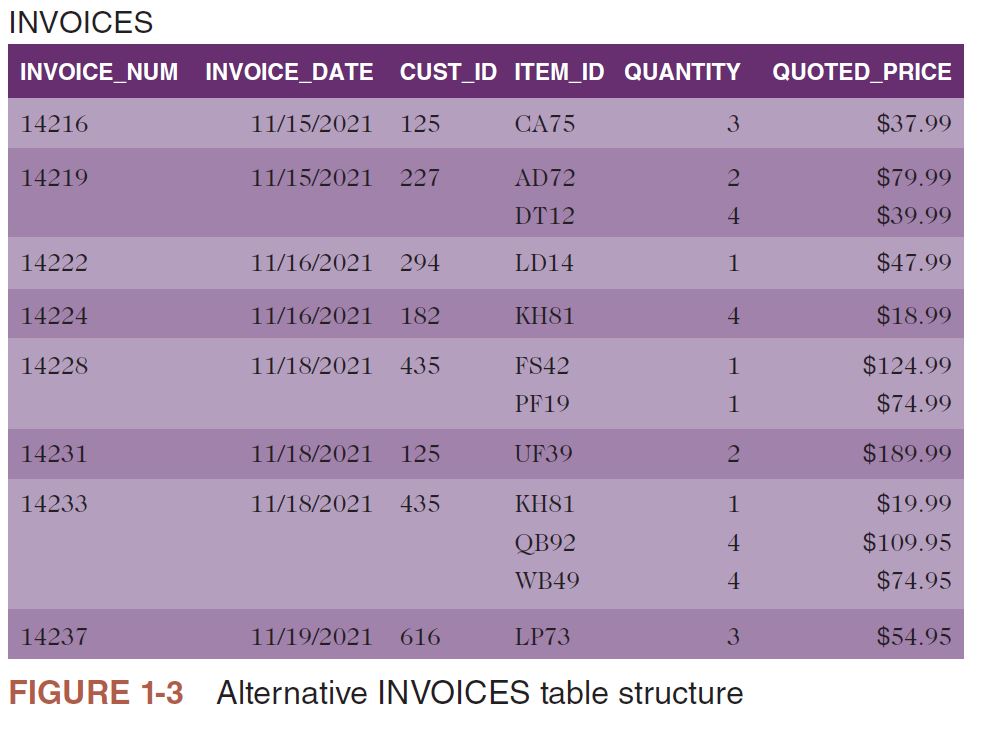 INVOICES
INVOICE_NUM INVOICE_DATE CUST_ID ITEM_ID QUANTITY QUOTED_PRICE
14216 11/15/2021 125 CA75 3 $37.99
14219 11/15/2021 227 AD72 2 $79.99
DT12 4 $39.99
14222 11/16/2021 294 LD14 1 $47.99
14224 11/16/2021 182 KH81 4 $18.99
14228 11/18/2021 435 FS42 1 $124.99
PF19 1 $74.99
14231 11/18/2021 125 UF39 2 $189.99
14233 11/18/2021 435 KH81 1 $19.99
QB92 4 $109.95
WB49 4 $74.95
14237 11/19/2021 616 LP73 3 $54.95
FIGURE 1-3 Alternative INVOICES table structure